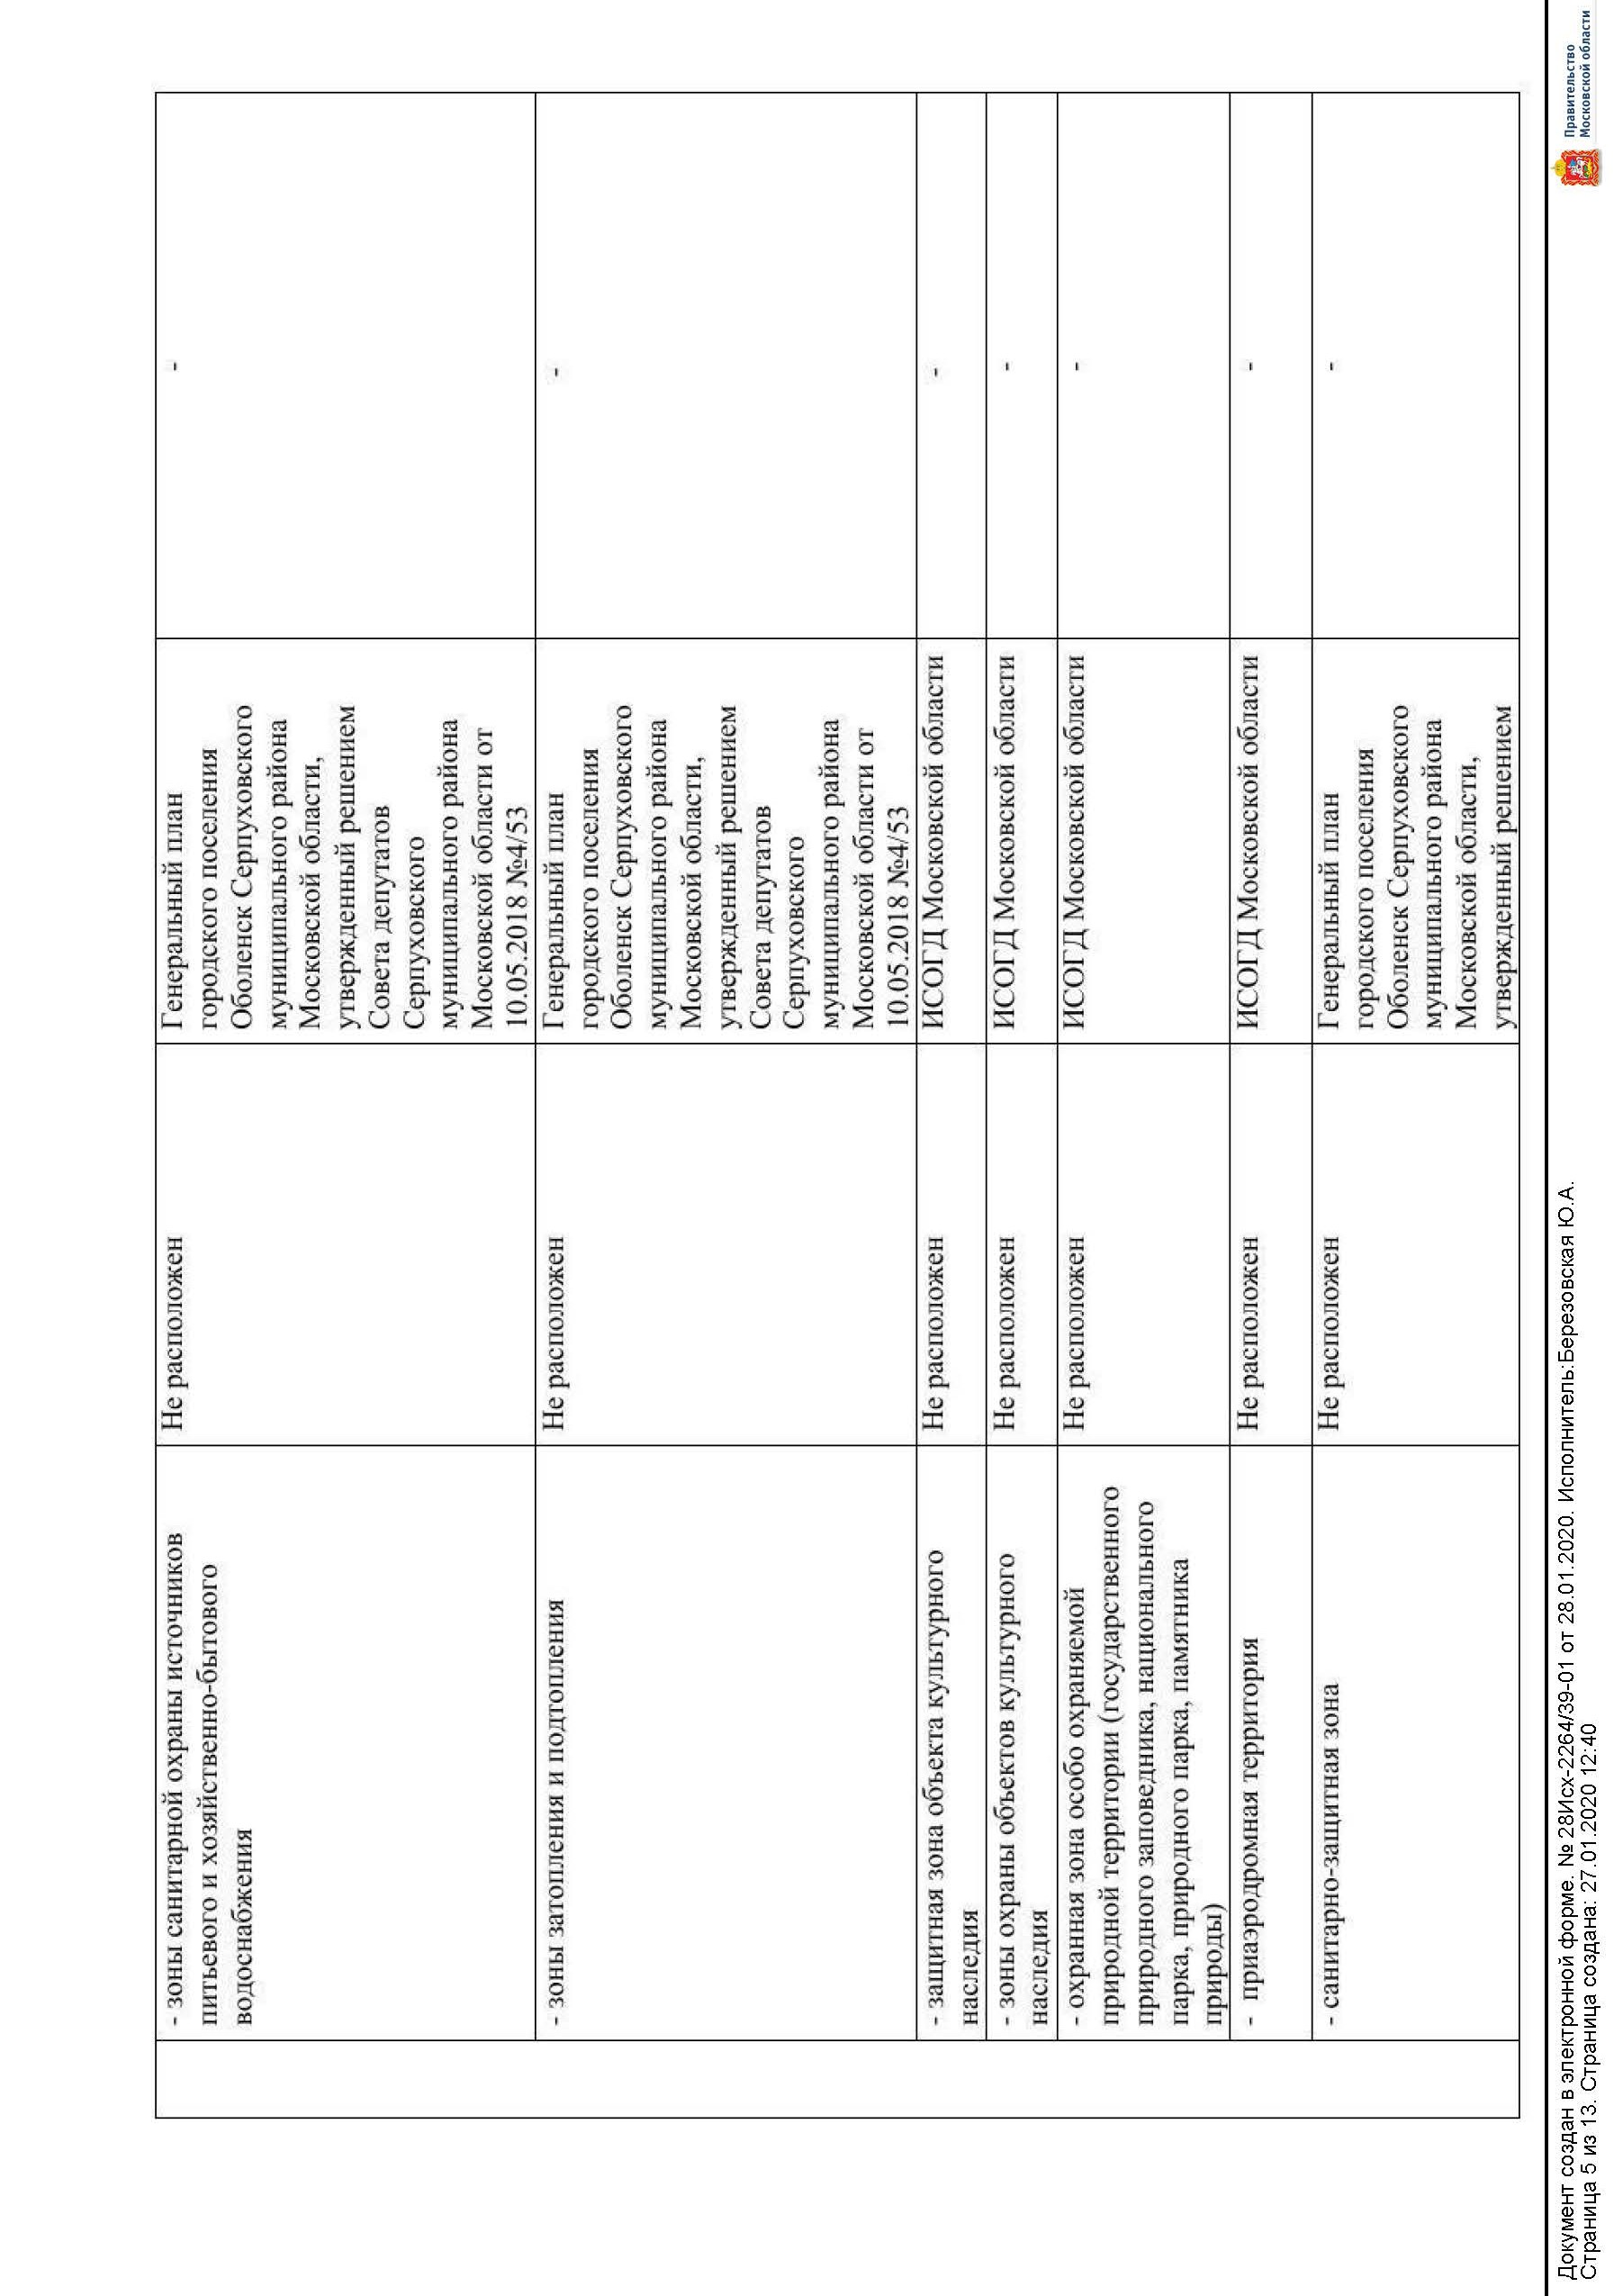 - зоны санитарной охраны источников
питьевого и хозяйственно-бытового
водоснабжения
Не расположен
Генеральный план
городского поселения
Оболенск Серпуховского
муниципального района
Московской области,
утвержденный решением
Совета депутатов
Серпуховского
муниципального района
Московской области от
10.05.2018 №4/53
-
- зоны затопления и подтопления
Не расположен
Генеральный план
городского поселения
Оболенск Серпуховского
муниципального района
Московской области,
утвержденный решением
Совета депутатов
Серпуховского
муниципального района
Московской области от
10.05.2018 №4/53
-
- защитная зона объекта культурного
наследия
Не расположен
ИСОГД Московской области
-
- зоны охраны объектов культурного
наследия
Не расположен
ИСОГД Московской области
-
- охранная зона особо охраняемой
природной территории (государственного
природного заповедника, национального
парка, природного парка, памятника
природы)
Не расположен
ИСОГД Московской области
-
- приаэродромная территория
Не расположен
ИСОГД Московской области
-
- санитарно-защитная зона
Не расположен
Генеральный план
городского поселения
Оболенск Серпуховского
муниципального района
Московской области,
утвержденный решением
-
Документ создан в электронной форме. № 28Исх-2264/39-01 от 28.01.2020. Исполнитель:Березовская Ю.А.
Страница 5 из 13. Страница создана: 27.01.2020 12:40
Правительство
Московской области